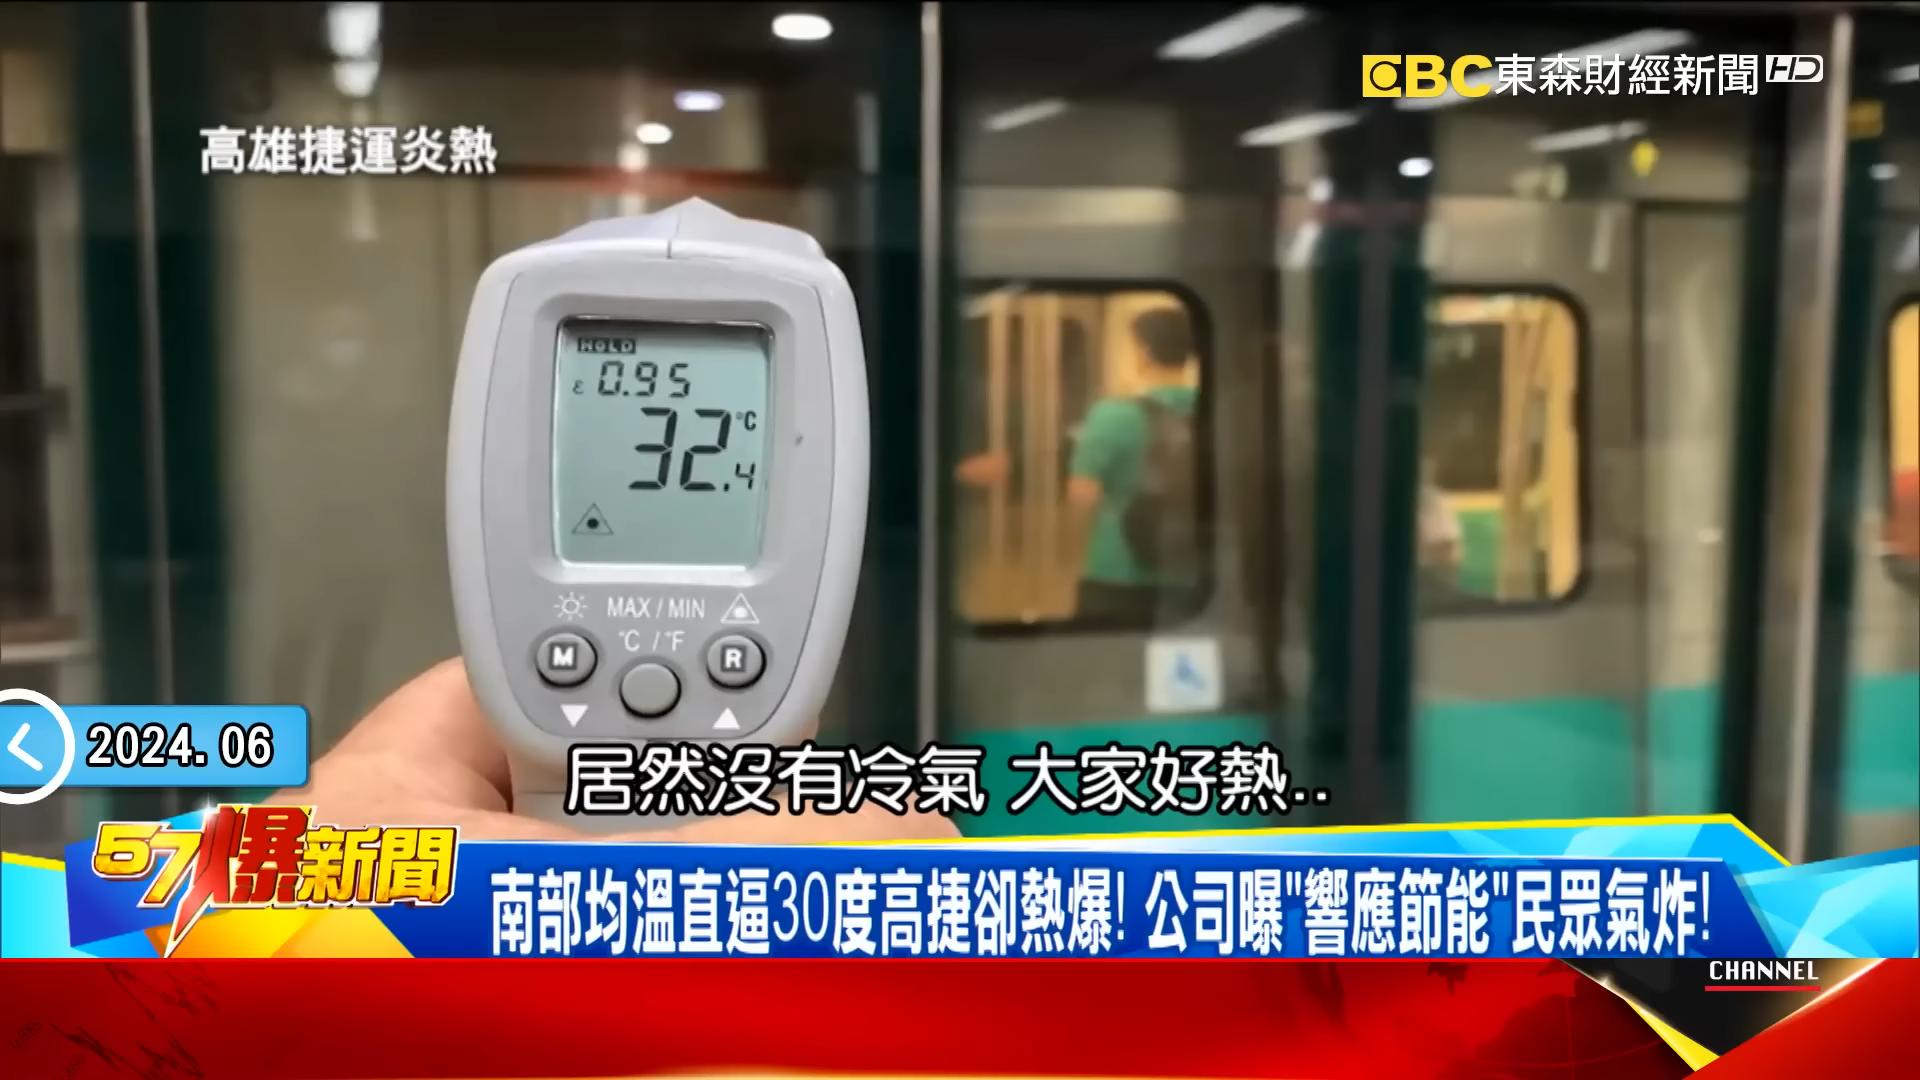 EBC東森財經新聞HD
高雄捷運炎熱
HOLD
ε 0.95
32.4 °C
MAX / MIN
°C / °F
M
R
2024.06
居然沒有冷氣 大家好熱..
57爆新聞
南部均溫直逼30度高捷卻熱爆! 公司曝"響應節能"民眾氣炸!
CHANNEL